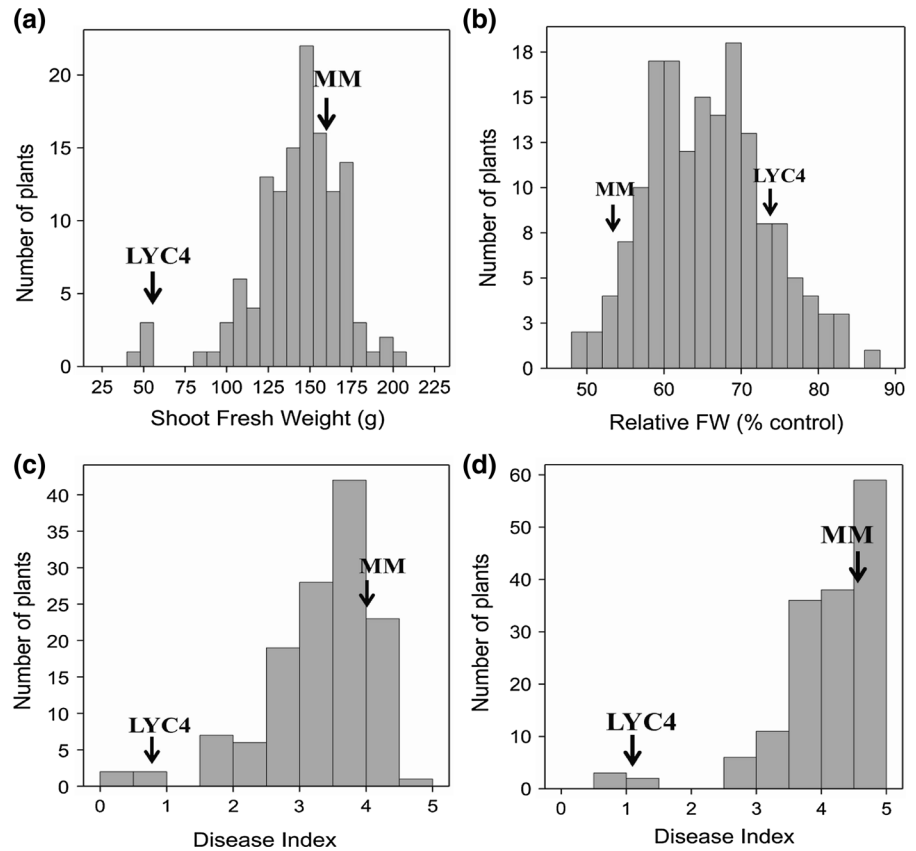 (a)
Number of plants
20
15
10
5
0
MM
LYC4
25 50 75 100 125 150 175 200 225
Shoot Fresh Weight (g)
(b)
Number of plants
18
15
13
10
8
5
3
0
MM
LYC4
50 60 70 80 90
Relative FW (% control)
(c)
Number of plants
40
35
30
25
20
15
10
5
0
MM
LYC4
0 1 2 3 4 5
Disease Index
(d)
Number of plants
60
50
40
30
20
10
0
MM
LYC4
0 1 2 3 4 5
Disease Index